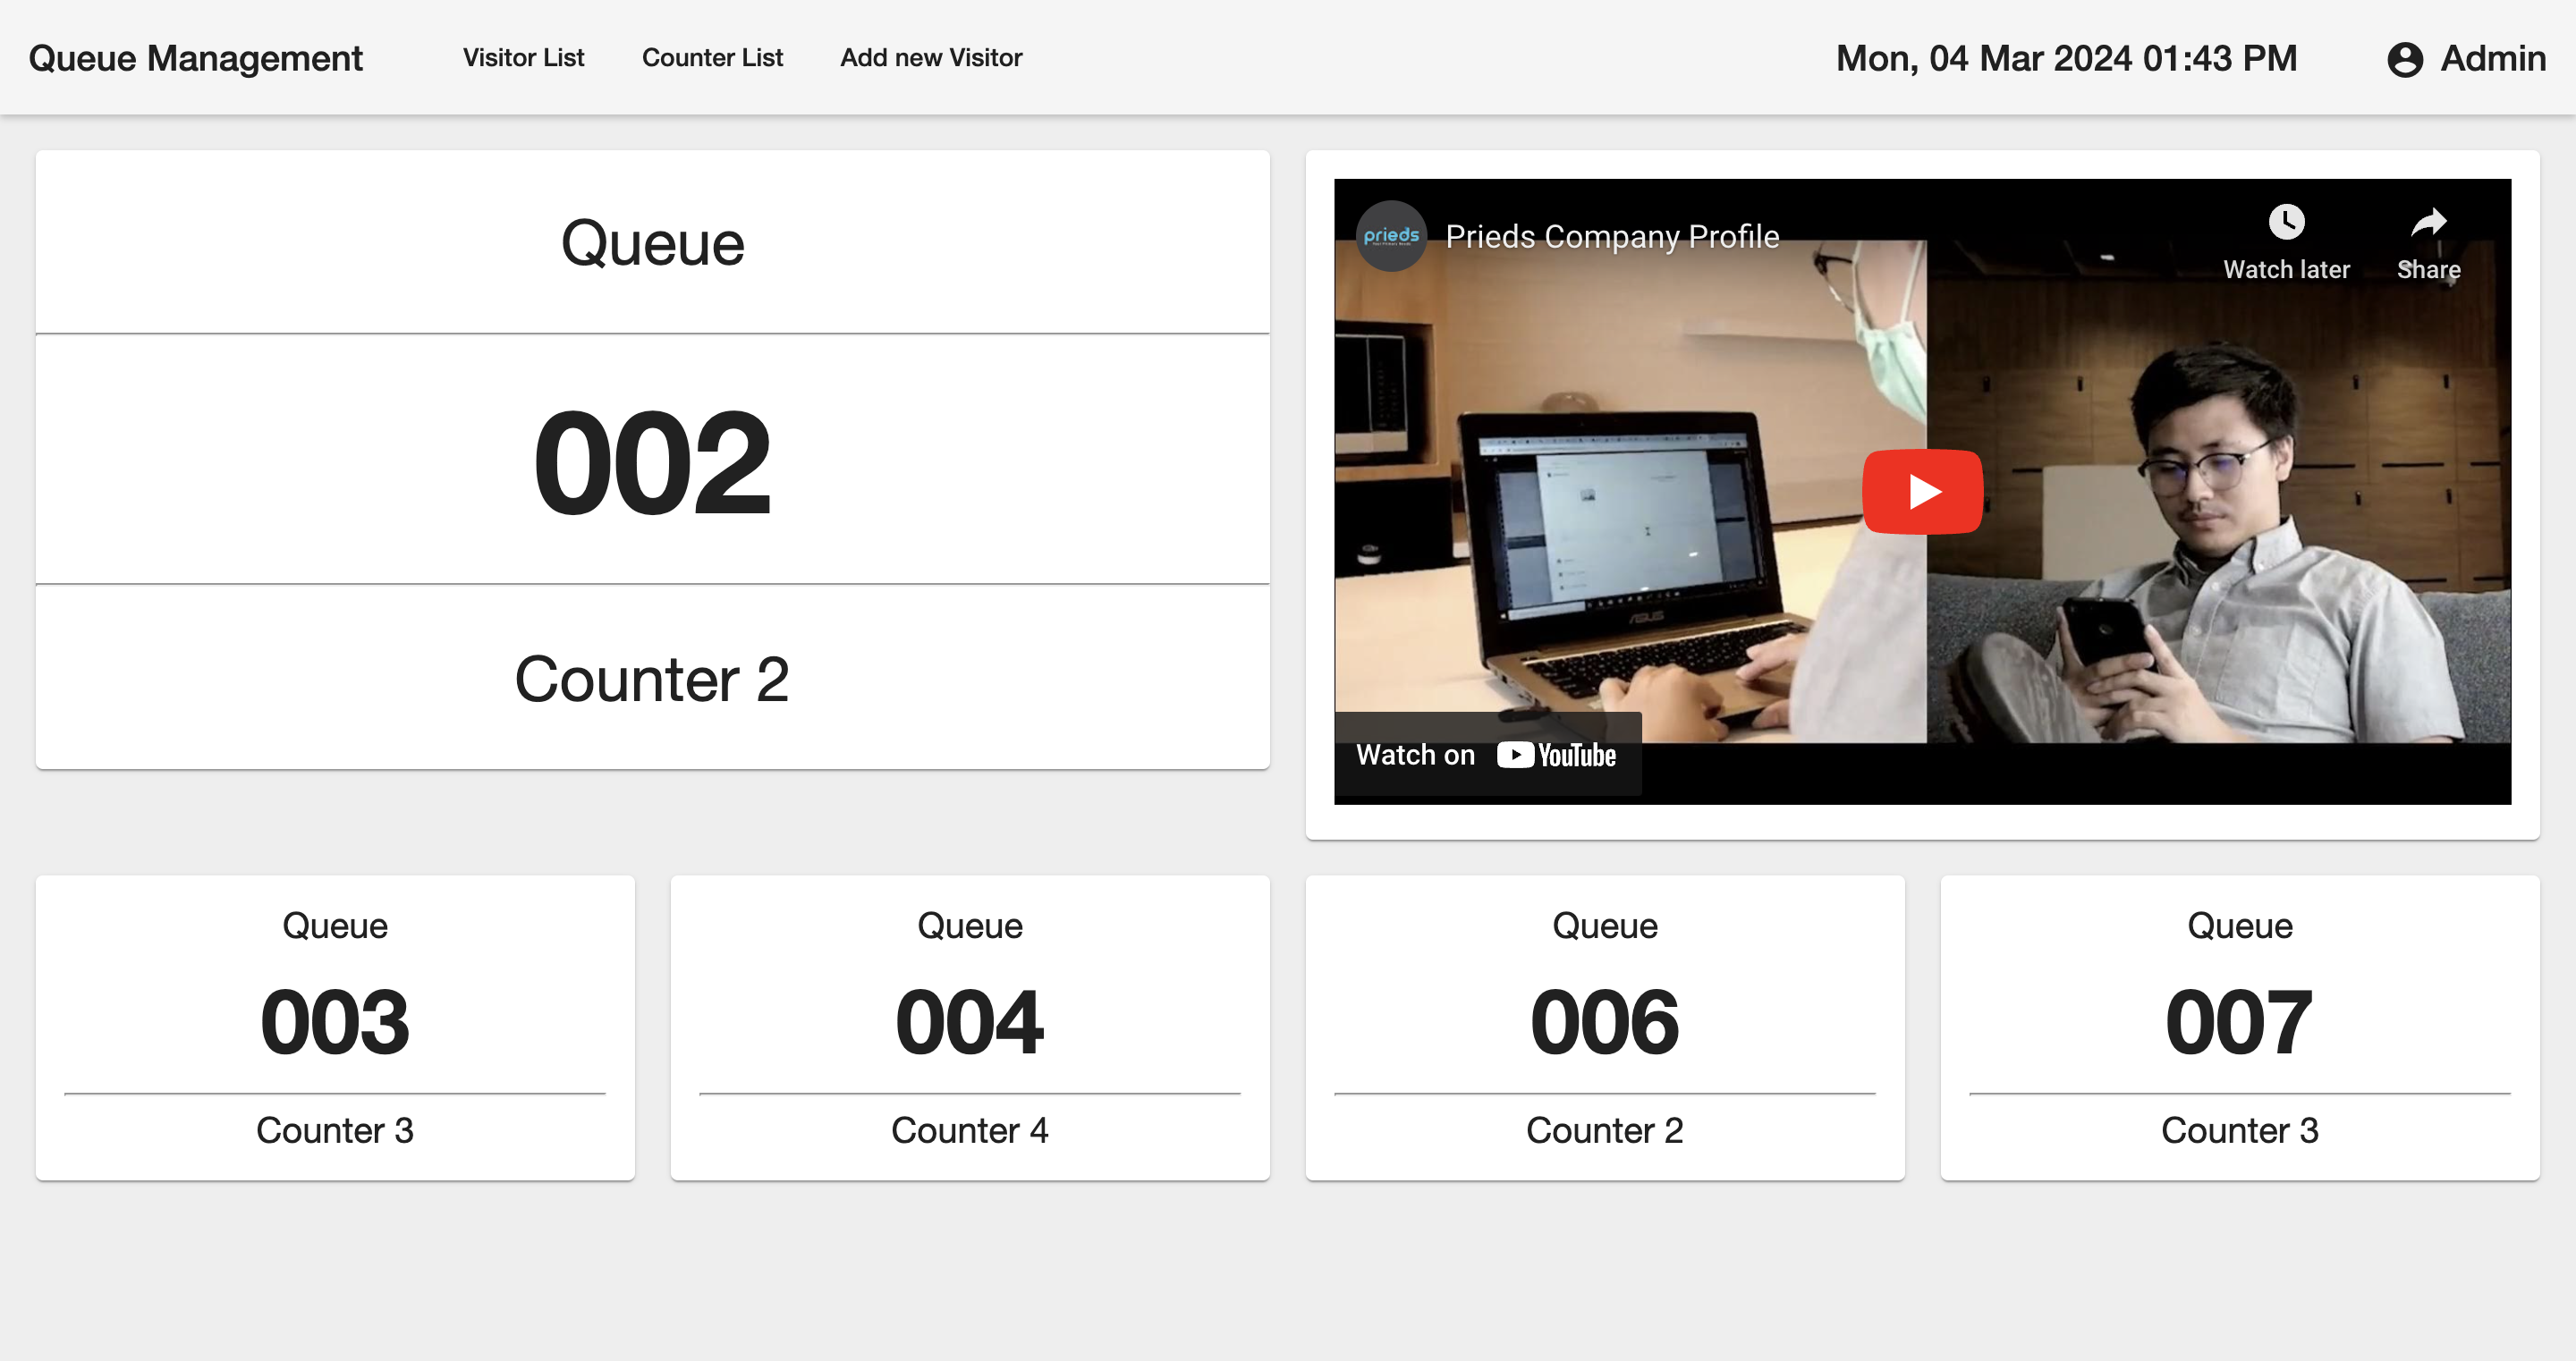 Queue Management
Visitor List
Counter List
Add new Visitor
Mon, 04 Mar 2024 01:43 PM
Admin
Queue
002
Counter 2
prieds
Prieds Company Profile
Watch later
Share
ASUS
Watch on YouTube
Queue
003
Counter 3
Queue
004
Counter 4
Queue
006
Counter 2
Queue
007
Counter 3